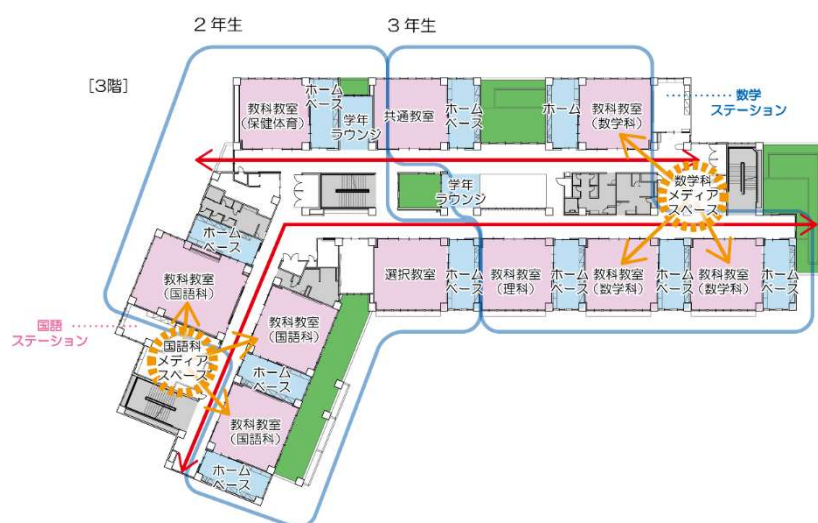 2年生
3年生
[3階]
教科教室
(保健体育)
ホーム
ベース
学年
ラウンジ
共通教室
ホーム
ベース
ホーム
教科教室
(数学科)
数学
ステーション
学年
ラウンジ
数学科
メディア
スペース
ホーム
ベース
教科教室
(国語科)
選択教室
ホーム
ベース
教科教室
(理科)
ホーム
ベース
教科教室
(数学科)
ホーム
ベース
教科教室
(数学科)
ホーム
ベース
国語
ステーション
国語科
メディア
スペース
教科教室
(国語科)
ホーム
ベース
教科教室
(国語科)
ホーム
ベース